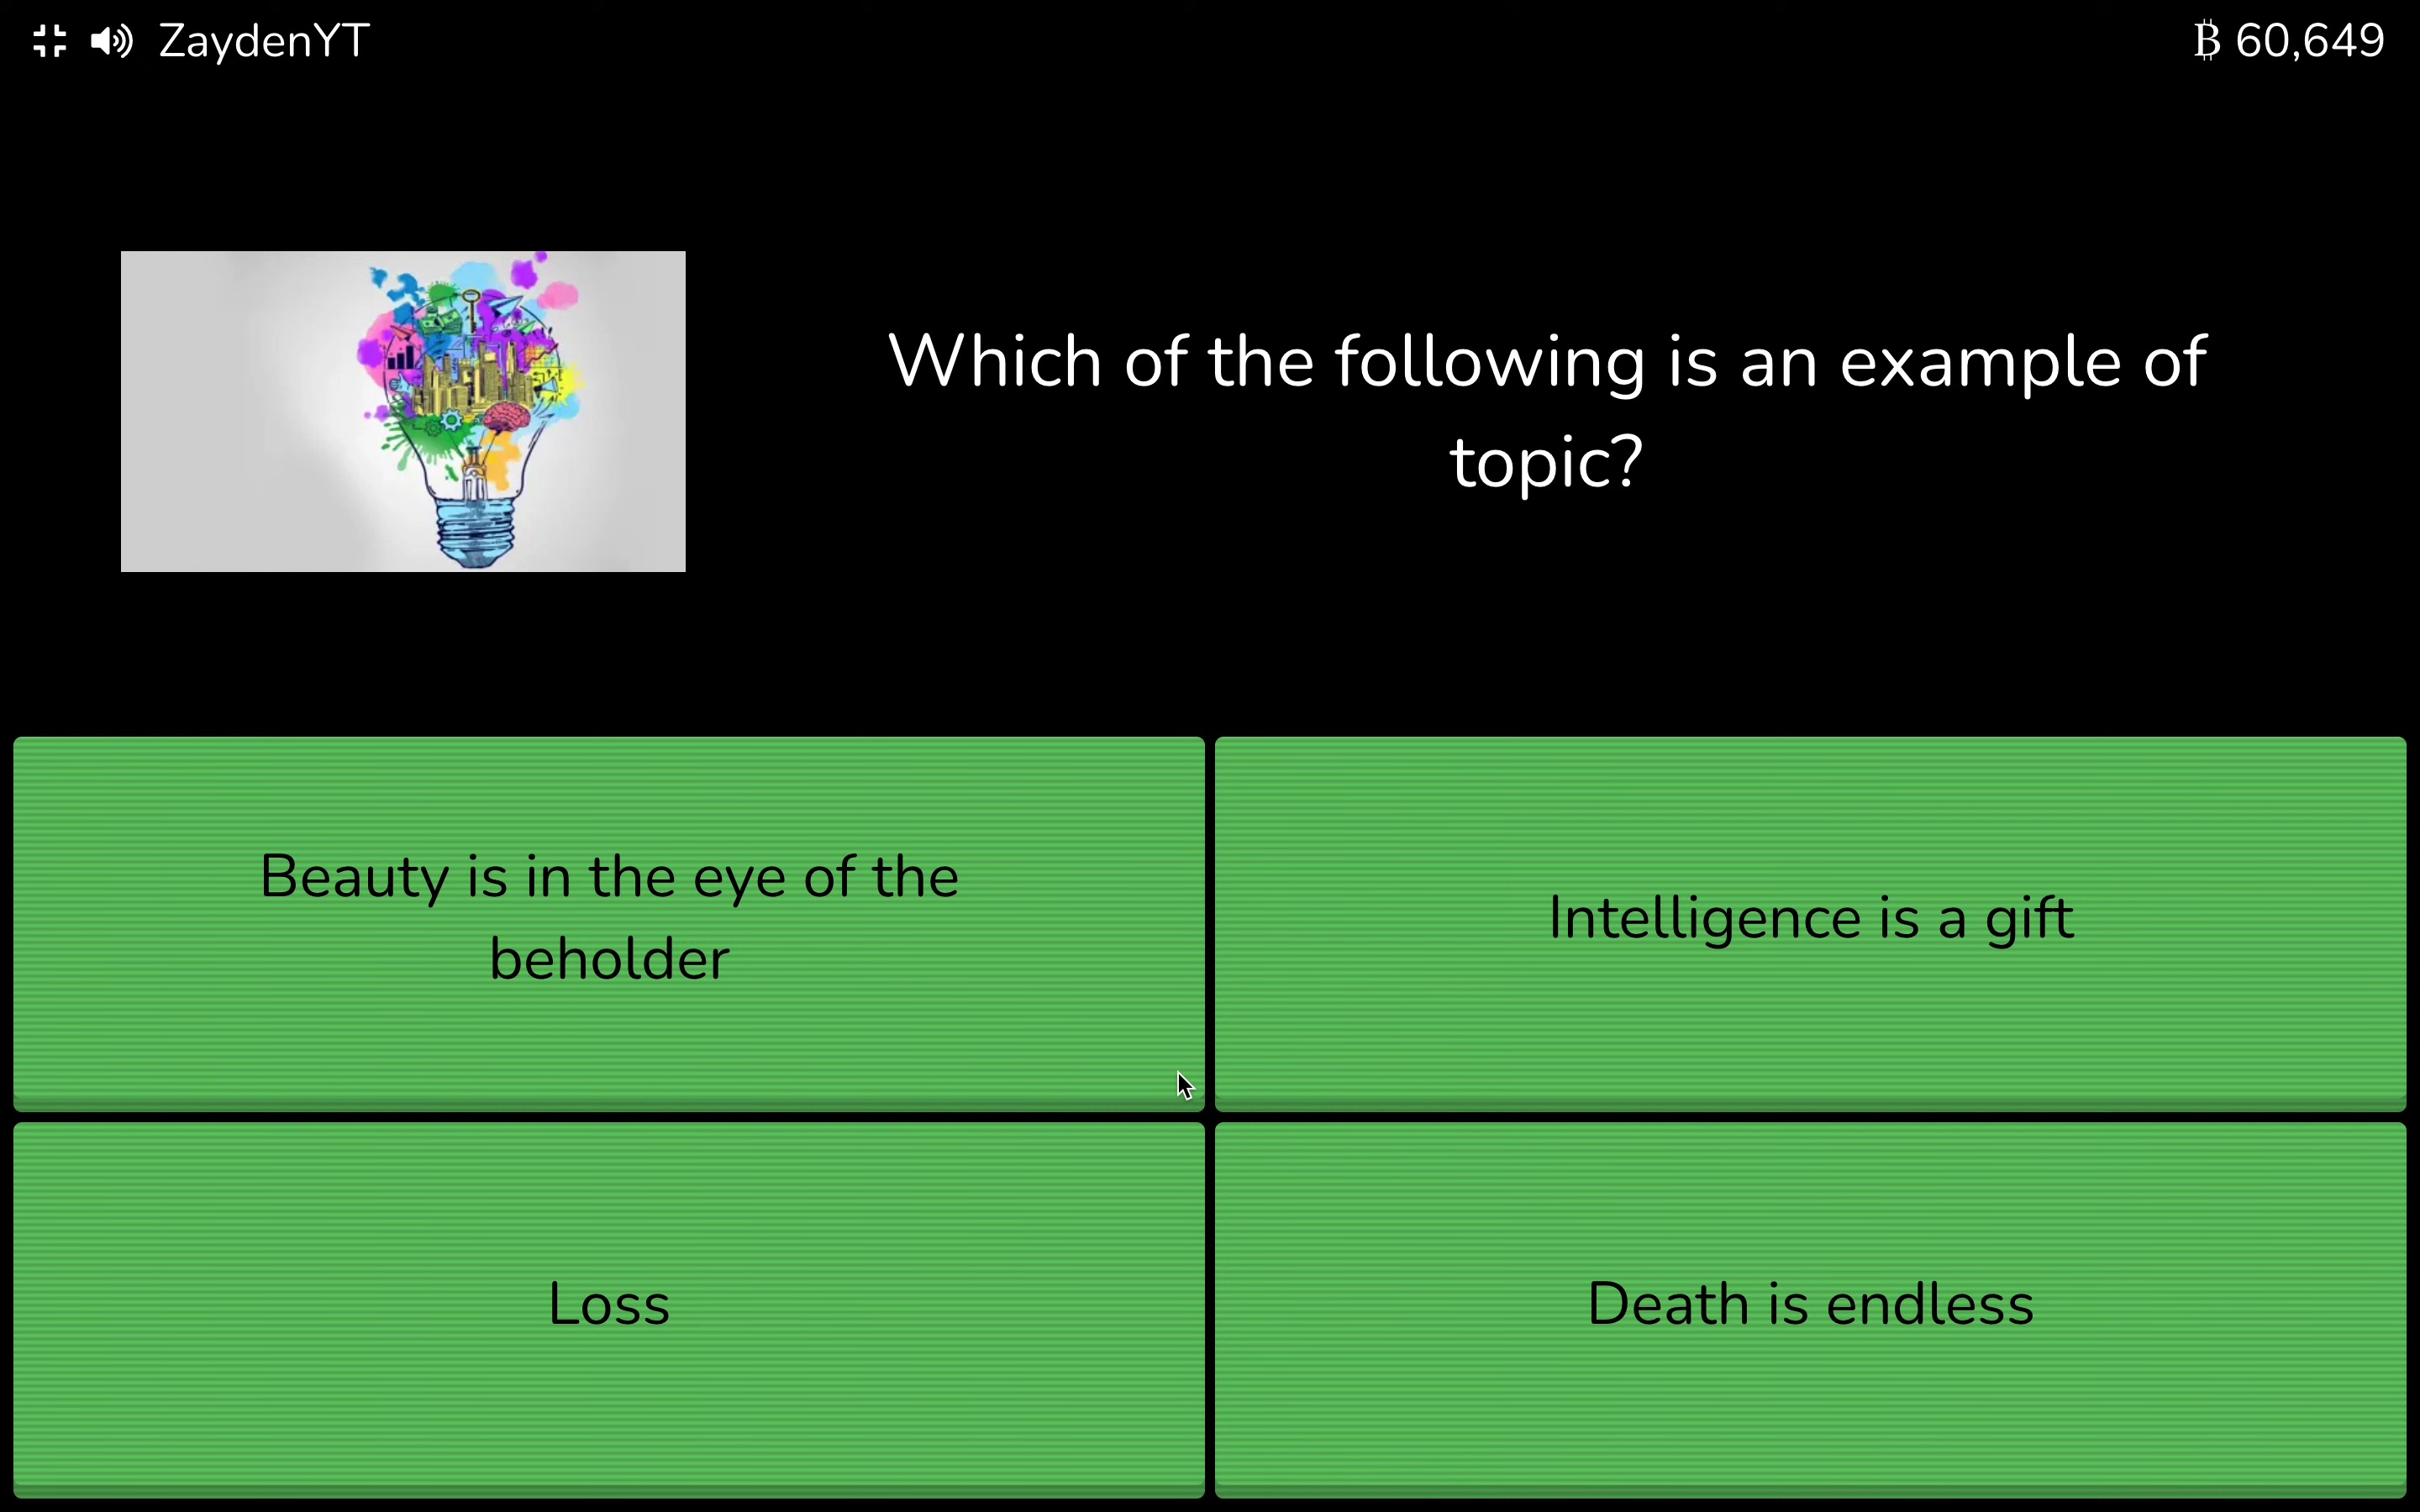 ZaydenYT
₿ 60,649
Which of the following is an example of
topic?
Beauty is in the eye of the
beholder
Intelligence is a gift
Loss
Death is endless